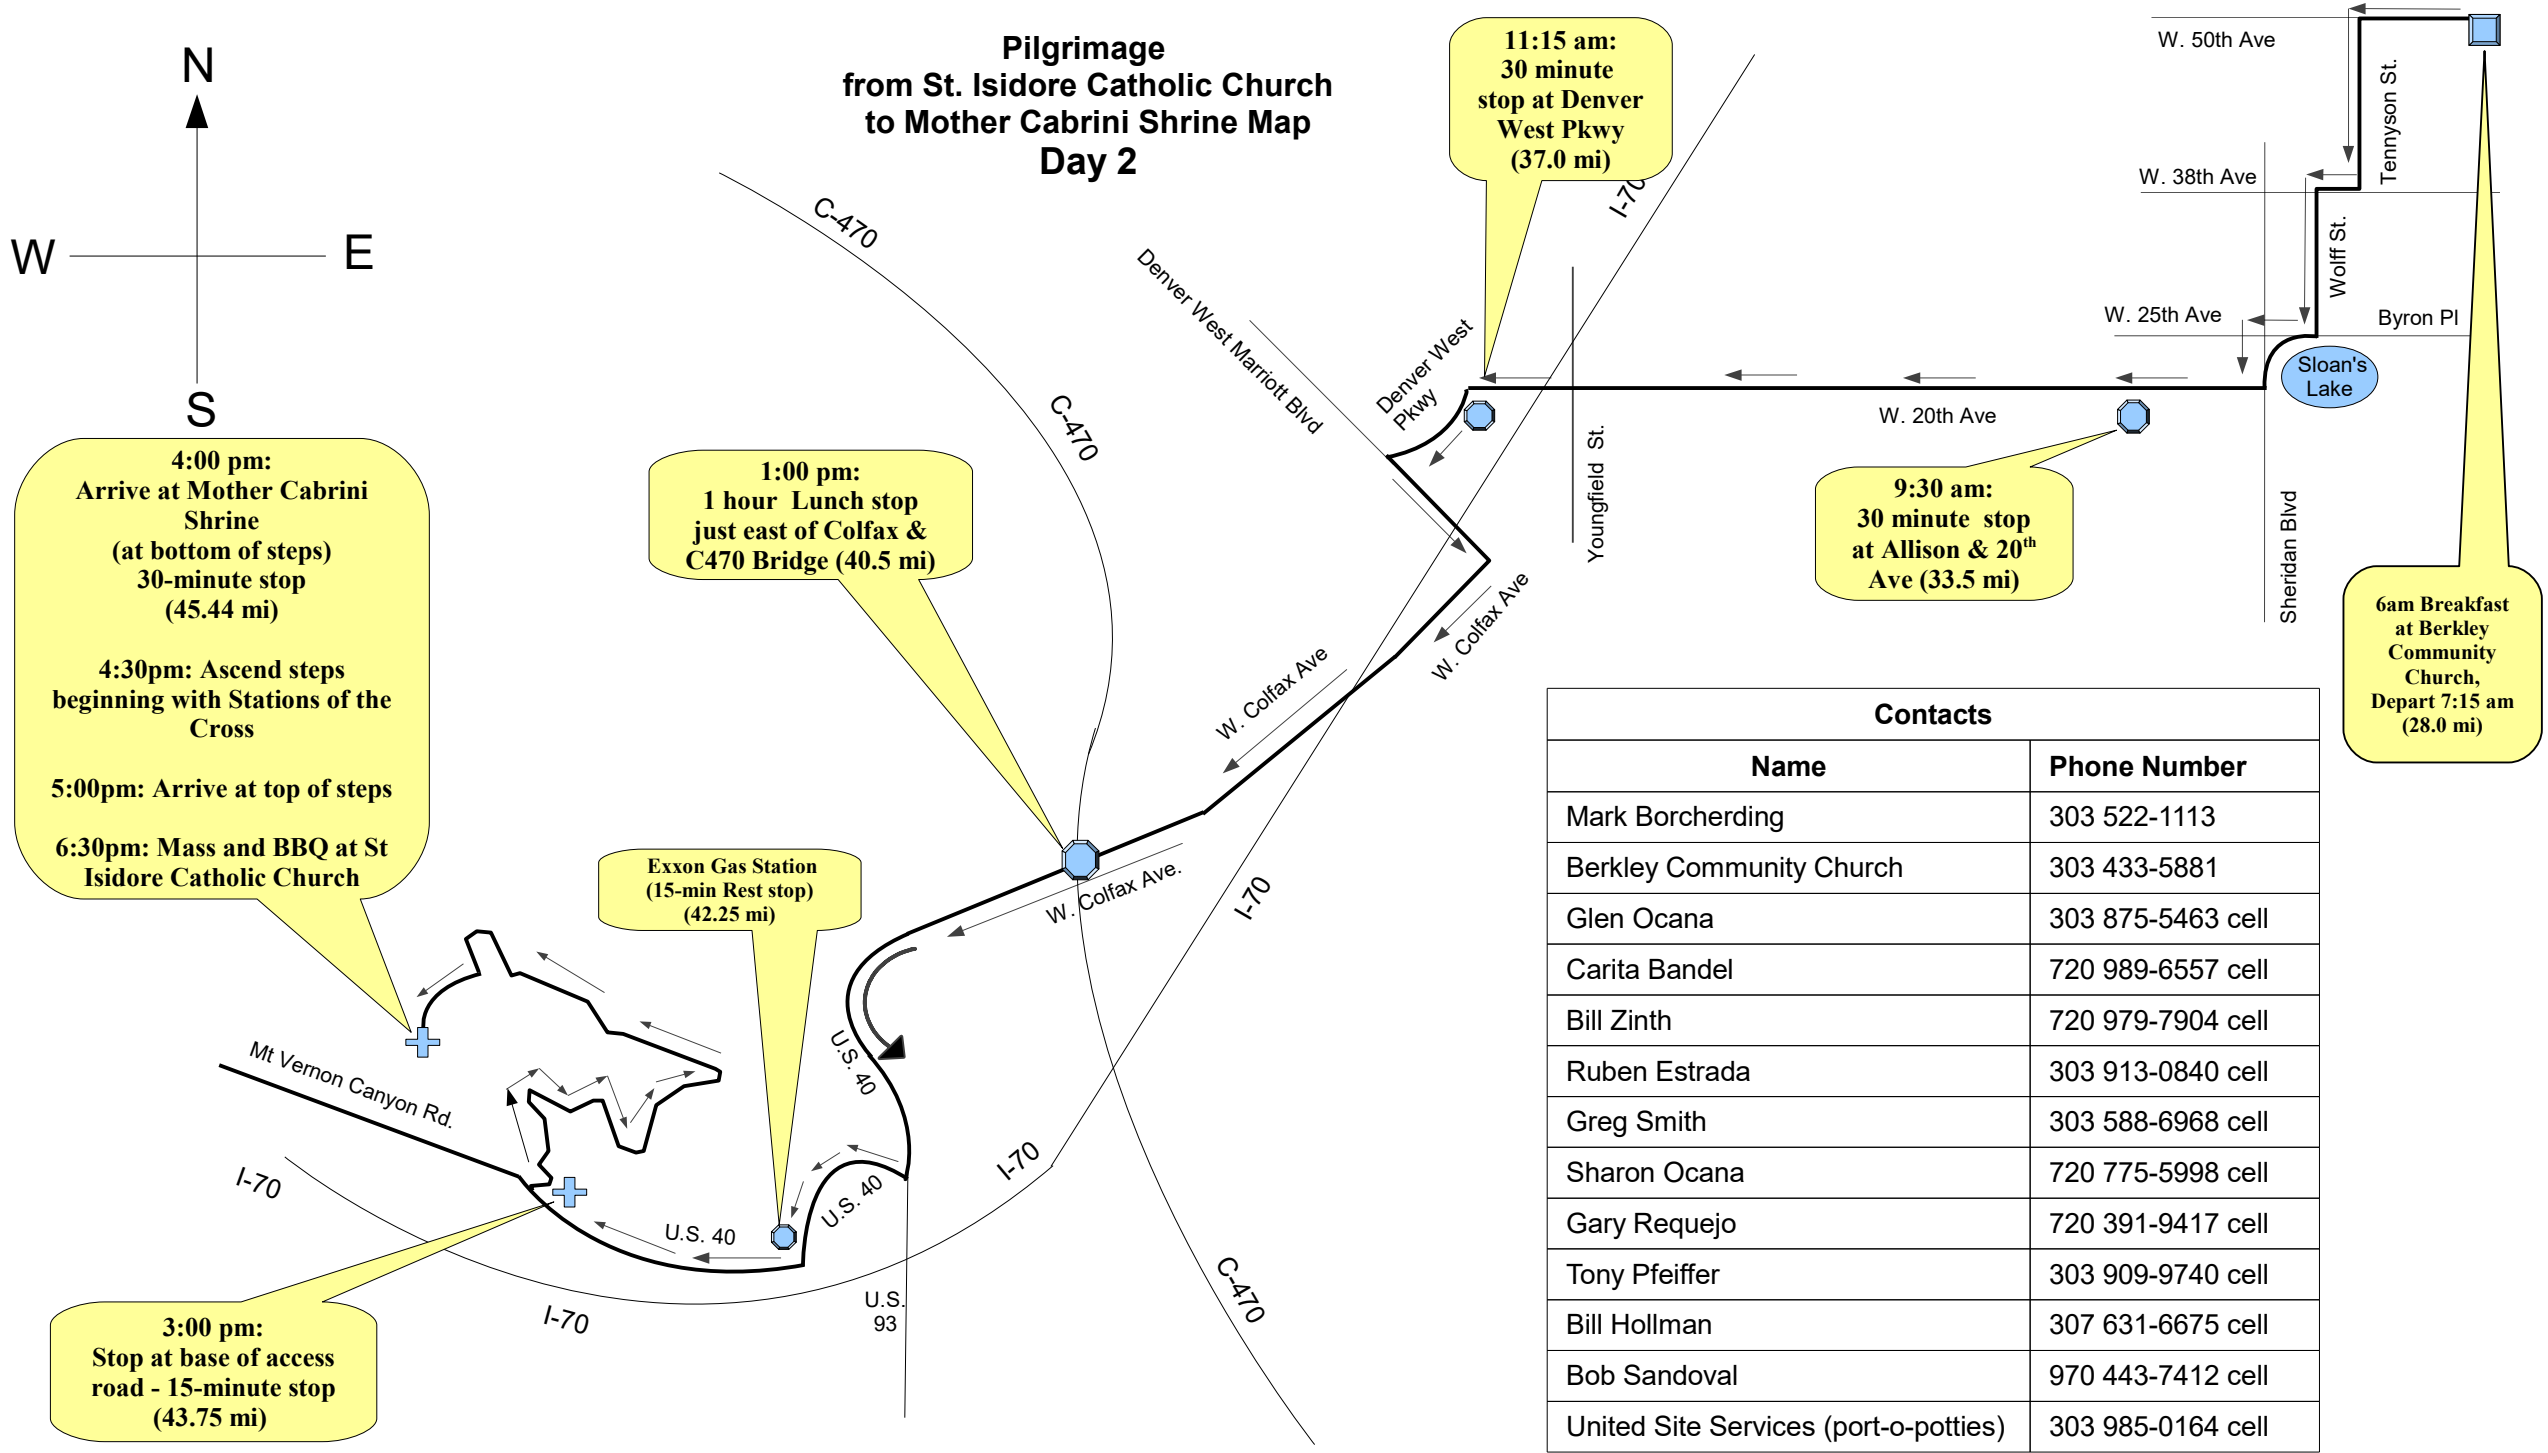 Pilgrimage
from St. Isidore Catholic Church
to Mother Cabrini Shrine Map
Day 2
N
W
E
S
11:15 am:
30 minute
stop at Denver
West Pkwy
(37.0 mi)
W. 50th Ave
Tennyson St.
W. 38th Ave
Wolff St.
W. 25th Ave
Byron Pl
Sloan's
Lake
C-470
I-70
Denver West Marriott Blvd
Denver West
Pkwy
W. 20th Ave
Youngfield St.
Sheridan Blvd
C-470
4:00 pm:
Arrive at Mother Cabrini
Shrine
(at bottom of steps)
30-minute stop
(45.44 mi)
4:30pm: Ascend steps
beginning with Stations of the
Cross
5:00pm: Arrive at top of steps
6:30pm: Mass and BBQ at St
Isidore Catholic Church
1:00 pm:
1 hour Lunch stop
just east of Colfax &
C470 Bridge (40.5 mi)
9:30 am:
30 minute stop
at Allison & 20th
Ave (33.5 mi)
6am Breakfast
at Berkley
Community
Church,
Depart 7:15 am
(28.0 mi)
W. Colfax Ave
W. Colfax Ave
W. Colfax Ave.
Exxon Gas Station
(15-min Rest stop)
(42.25 mi)
I-70
U.S. 40
Mt Vernon Canyon Rd.
I-70
I-70
U.S. 40
U.S. 40
U.S.
93
I-70
C-470
3:00 pm:
Stop at base of access
road - 15-minute stop
(43.75 mi)
Contacts
Name Phone Number
Mark Borcherding 303 522-1113
Berkley Community Church 303 433-5881
Glen Ocana 303 875-5463 cell
Carita Bandel 720 989-6557 cell
Bill Zinth 720 979-7904 cell
Ruben Estrada 303 913-0840 cell
Greg Smith 303 588-6968 cell
Sharon Ocana 720 775-5998 cell
Gary Requejo 720 391-9417 cell
Tony Pfeiffer 303 909-9740 cell
Bill Hollman 307 631-6675 cell
Bob Sandoval 970 443-7412 cell
United Site Services (port-o-potties) 303 985-0164 cell